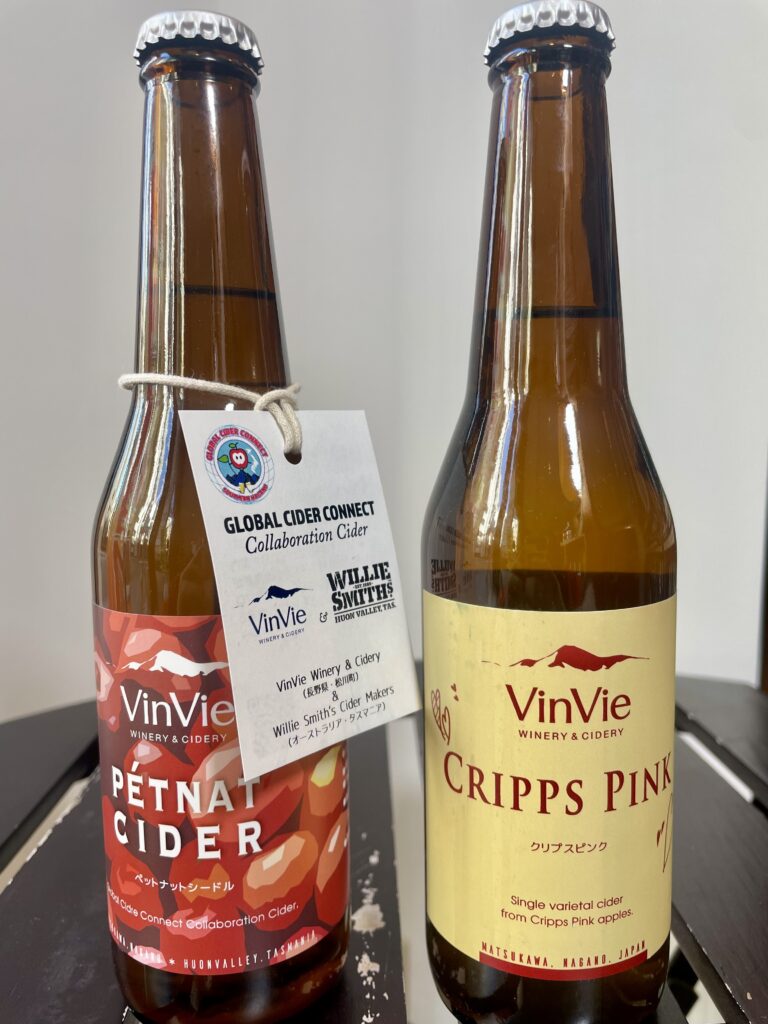 GLOBAL CIDER CONNECT
GLOBAL CIDER CONNECT
Collaboration Cider
VinVie
WINERY & CIDERY
&
WILLIE
SMITH'S
HUON VALLEY, TAS.
VinVie Winery & Cidery
(長野県・松川町)
&
Willie Smith's Cider Makers
(オーストラリア・タスマニア)
VinVie
WINERY & CIDERY
PÉTNAT
CIDER
ペットナットシードル
Global Cidre Connect Collaboration Cider.
HUONVALLEY, TASMANIA
VinVie
WINERY & CIDERY
CRIPPS PINK
クリプスピンク
Single varietal cider
from Cripps Pink apples.
MATSUKAWA, NAGANO, JAPAN
WILLIE